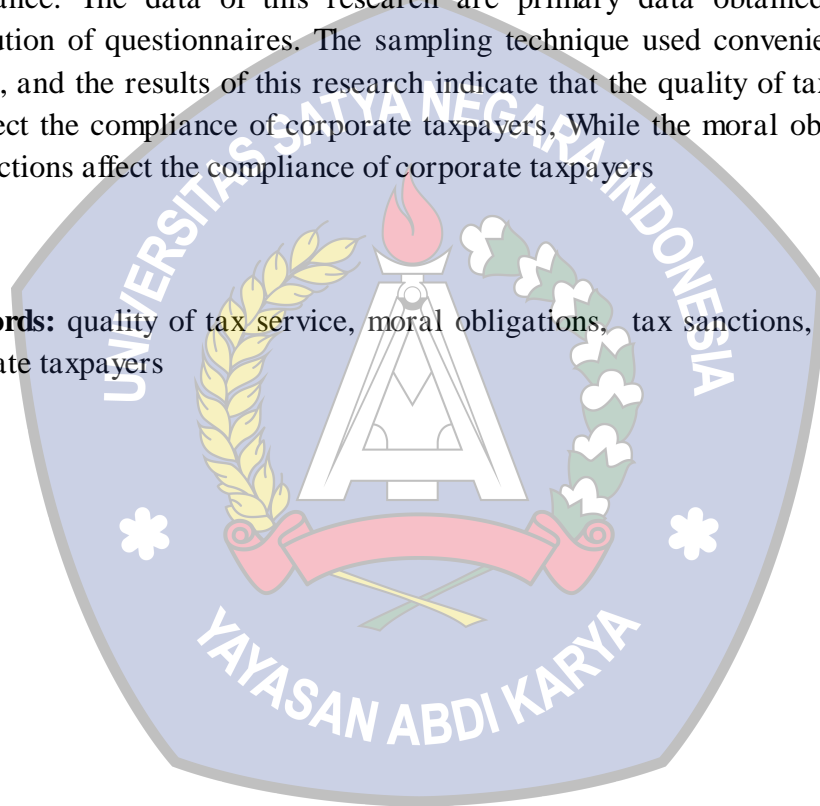 ance. The data of this research are primary data obtained
ution of questionnaires. The sampling technique used convenie
, and the results of this research indicate that the quality of tax
ect the compliance of corporate taxpayers, While the moral ob
ctions affect the compliance of corporate taxpayers
UNIVERSITAS SATYA NEGARA INDONESIA
ords: quality of tax service, moral obligations, tax sanctions,
ate taxpayers
YAYASAN ABDI KARYA